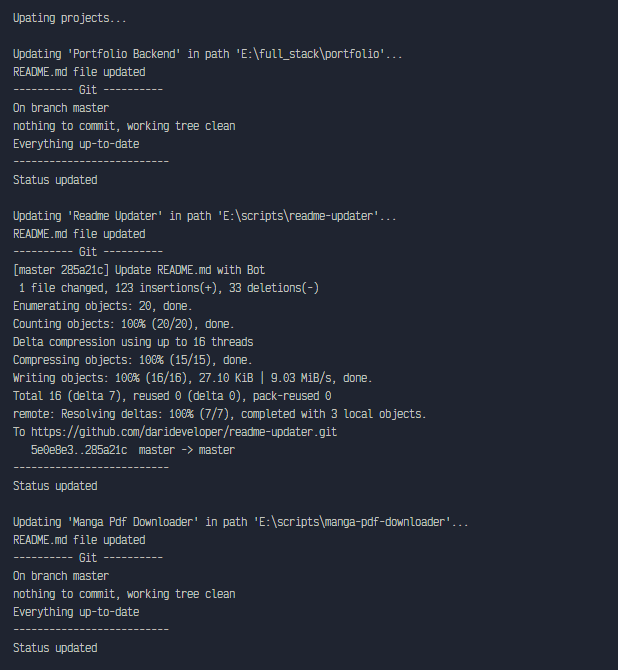 Upating projects...
Updating 'Portfolio Backend' in path 'E:\full_stack\portfolio'...
README.md file updated
---------- Git ----------
On branch master
nothing to commit, working tree clean
Everything up-to-date
--------------------------
Status updated
Updating 'Readme Updater' in path 'E:\scripts\readme-updater'...
README.md file updated
---------- Git ----------
[master 285a21c] Update README.md with Bot
1 file changed, 123 insertions(+), 33 deletions(-)
Enumerating objects: 20, done.
Counting objects: 100% (20/20), done.
Delta compression using up to 16 threads
Compressing objects: 100% (15/15), done.
Writing objects: 100% (16/16), 27.10 KiB | 9.03 MiB/s, done.
Total 16 (delta 7), reused 0 (delta 0), pack-reused 0
remote: Resolving deltas: 100% (7/7), completed with 3 local objects.
To https://github.com/darideveloper/readme-updater.git
5e0e8e3..285a21c  master -> master
--------------------------
Status updated
Updating 'Manga Pdf Downloader' in path 'E:\scripts\manga-pdf-downloader'...
README.md file updated
---------- Git ----------
On branch master
nothing to commit, working tree clean
Everything up-to-date
--------------------------
Status updated